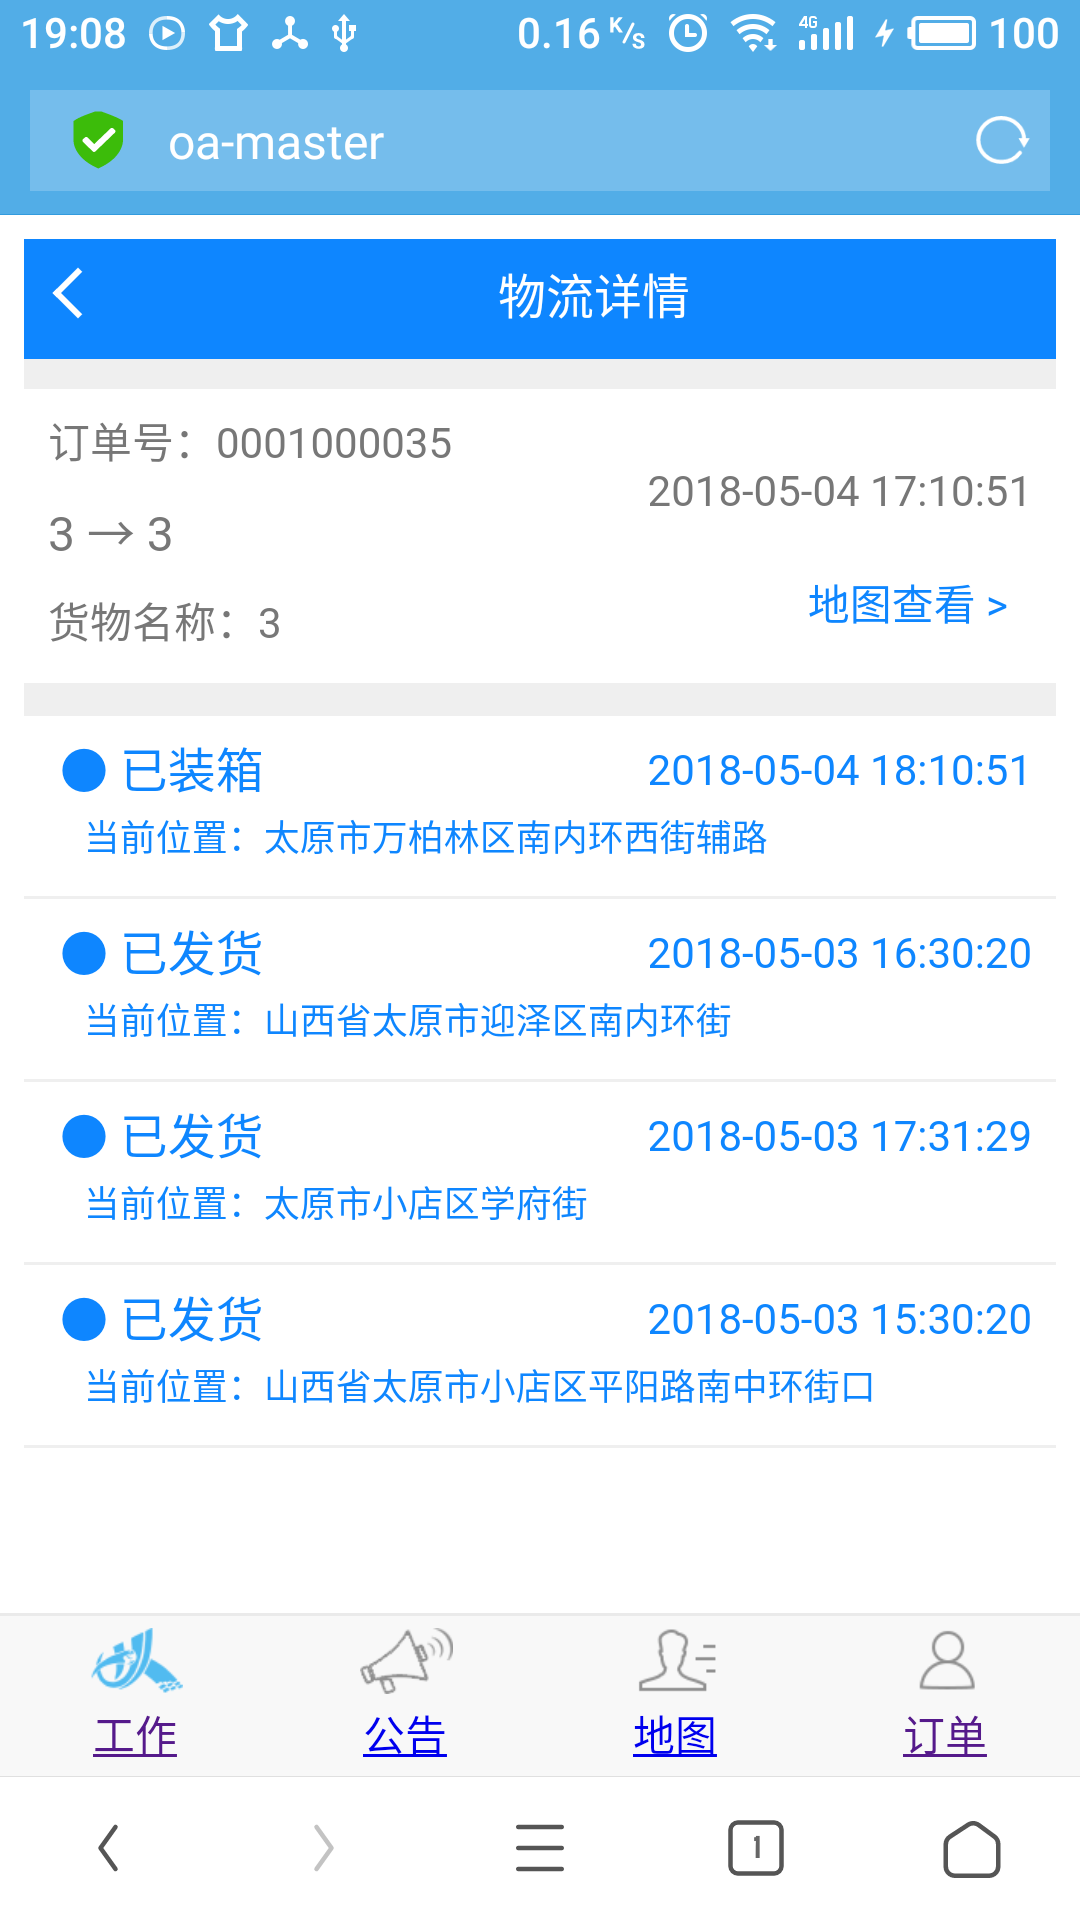 19:08 0.16 K/s 4G 100
oa-master
物流详情
订单号：0001000035
2018-05-04 17:10:51
3 → 3
地图查看 >
货物名称：3
已装箱 2018-05-04 18:10:51
当前位置：太原市万柏林区南内环西街辅路
已发货 2018-05-03 16:30:20
当前位置：山西省太原市迎泽区南内环街
已发货 2018-05-03 17:31:29
当前位置：太原市小店区学府街
已发货 2018-05-03 15:30:20
当前位置：山西省太原市小店区平阳路南中环街口
工作 公告 地图 订单
1